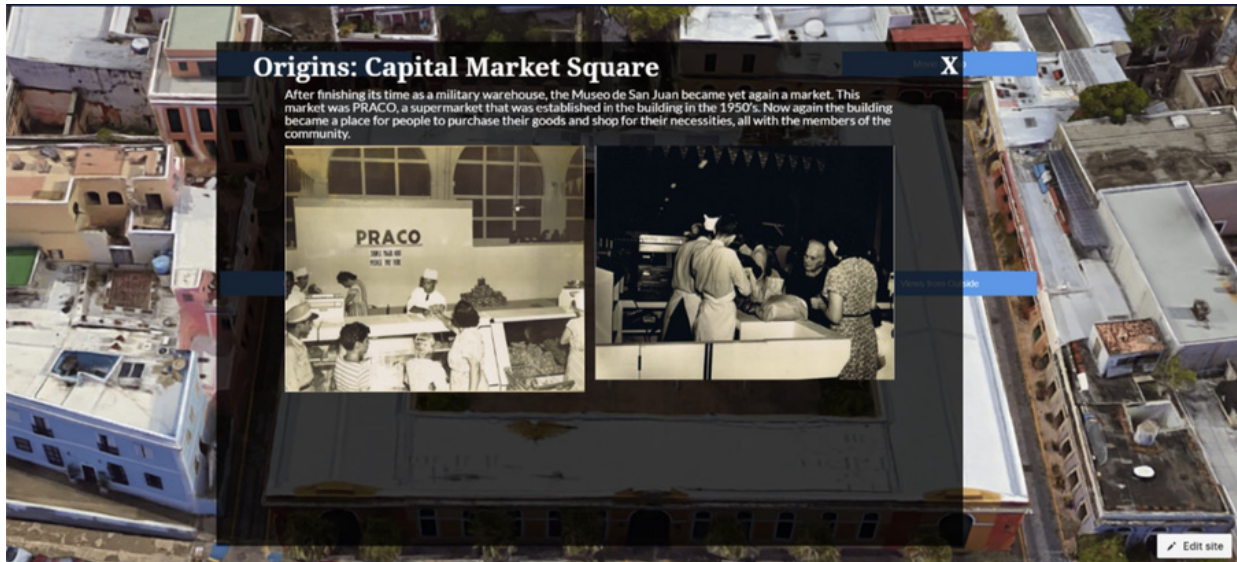 Origins: Capital Market Square
X
After finishing its time as a military warehouse, the Museo de San Juan became yet again a market. This
market was PRACO, a supermarket that was established in the building in the 1950's. Now again the building
became a place for people to purchase their goods and shop for their necessities, all with the members of the
community.
PRACO
Views from Outside
Edit site